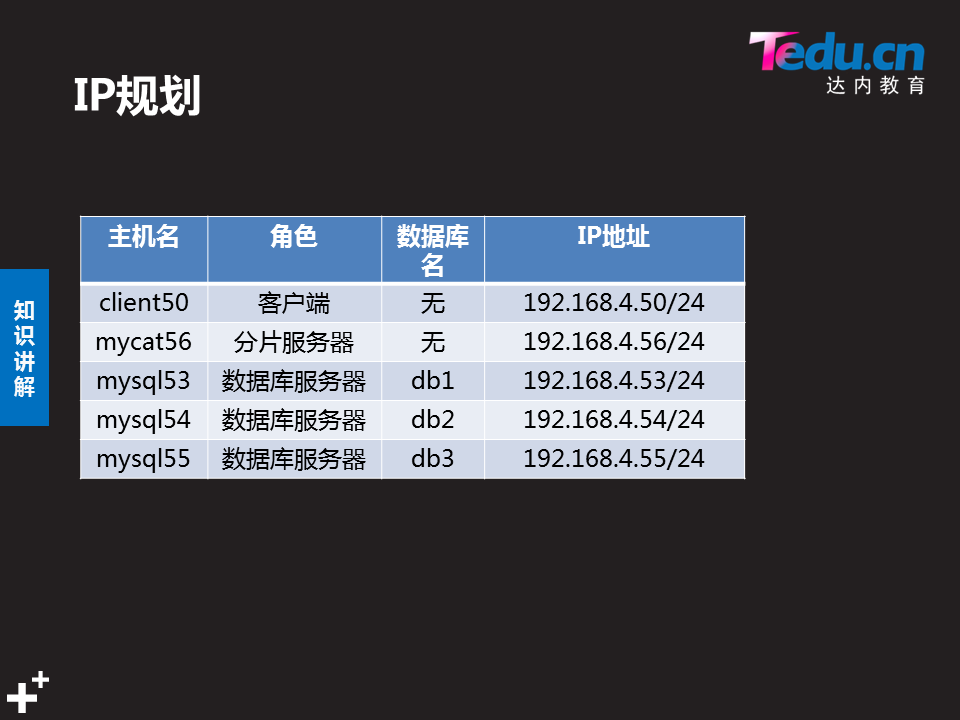 Tedu.cn
达内教育
IP规划
主机名 角色 数据库名 IP地址
client50 客户端 无 192.168.4.50/24
mycat56 分片服务器 无 192.168.4.56/24
mysql53 数据库服务器 db1 192.168.4.53/24
mysql54 数据库服务器 db2 192.168.4.54/24
mysql55 数据库服务器 db3 192.168.4.55/24
知识讲解